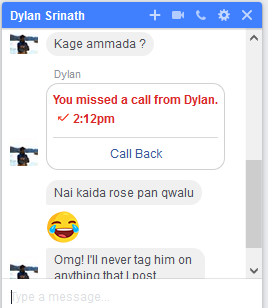 Dylan Srinath
Kage ammada ?
Dylan
You missed a call from Dylan.
2:12pm
Call Back
Nai kaida rose pan qwalu
Omg! I'll never tag him on
anything that I post
Type a message...